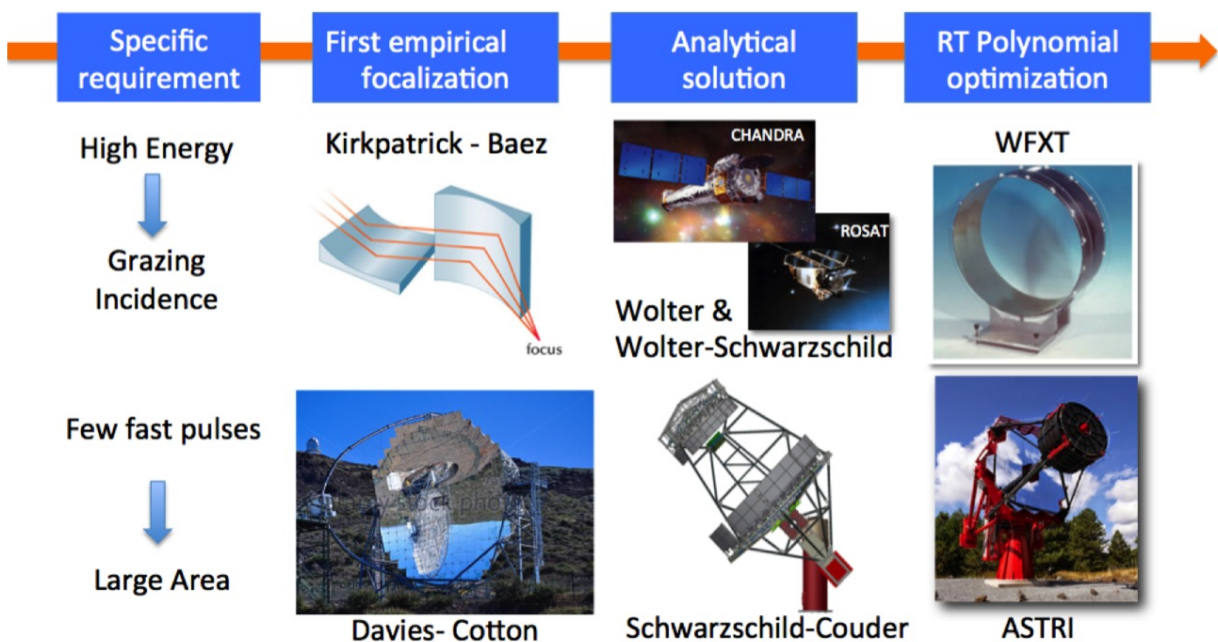 Specific
requirement
First empirical
focalization
Analytical
solution
RT Polynomial
optimization
High Energy
Grazing
Incidence
Kirkpatrick - Baez
focus
CHANDRA
ROSAT
Wolter &
Wolter-Schwarzschild
WFXT
Few fast pulses
Large Area
Davies- Cotton
Schwarzschild-Couder
ASTRI